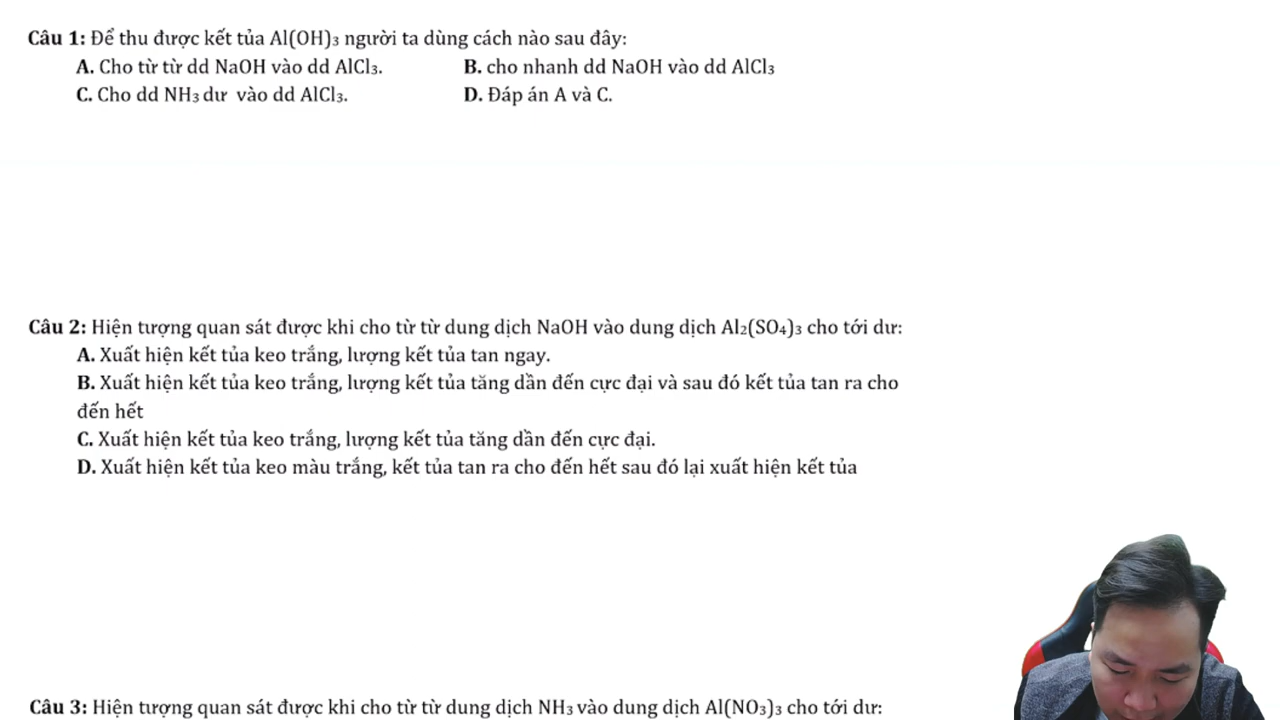 Câu 1: Để thu được kết tủa Al(OH)₃ người ta dùng cách nào sau đây:
A. Cho từ từ dd NaOH vào dd AlCl₃. B. cho nhanh dd NaOH vào dd AlCl₃
C. Cho dd NH₃ dư vào dd AlCl₃. D. Đáp án A và C.
Câu 2: Hiện tượng quan sát được khi cho từ từ dung dịch NaOH vào dung dịch Al₂(SO₄)₃ cho tới dư:
A. Xuất hiện kết tủa keo trắng, lượng kết tủa tan ngay.
B. Xuất hiện kết tủa keo trắng, lượng kết tủa tăng dần đến cực đại và sau đó kết tủa tan ra cho
đến hết
C. Xuất hiện kết tủa keo trắng, lượng kết tủa tăng dần đến cực đại.
D. Xuất hiện kết tủa keo màu trắng, kết tủa tan ra cho đến hết sau đó lại xuất hiện kết tủa
Câu 3: Hiện tượng quan sát được khi cho từ từ dung dịch NH₃ vào dung dịch Al(NO₃)₃ cho tới dư: